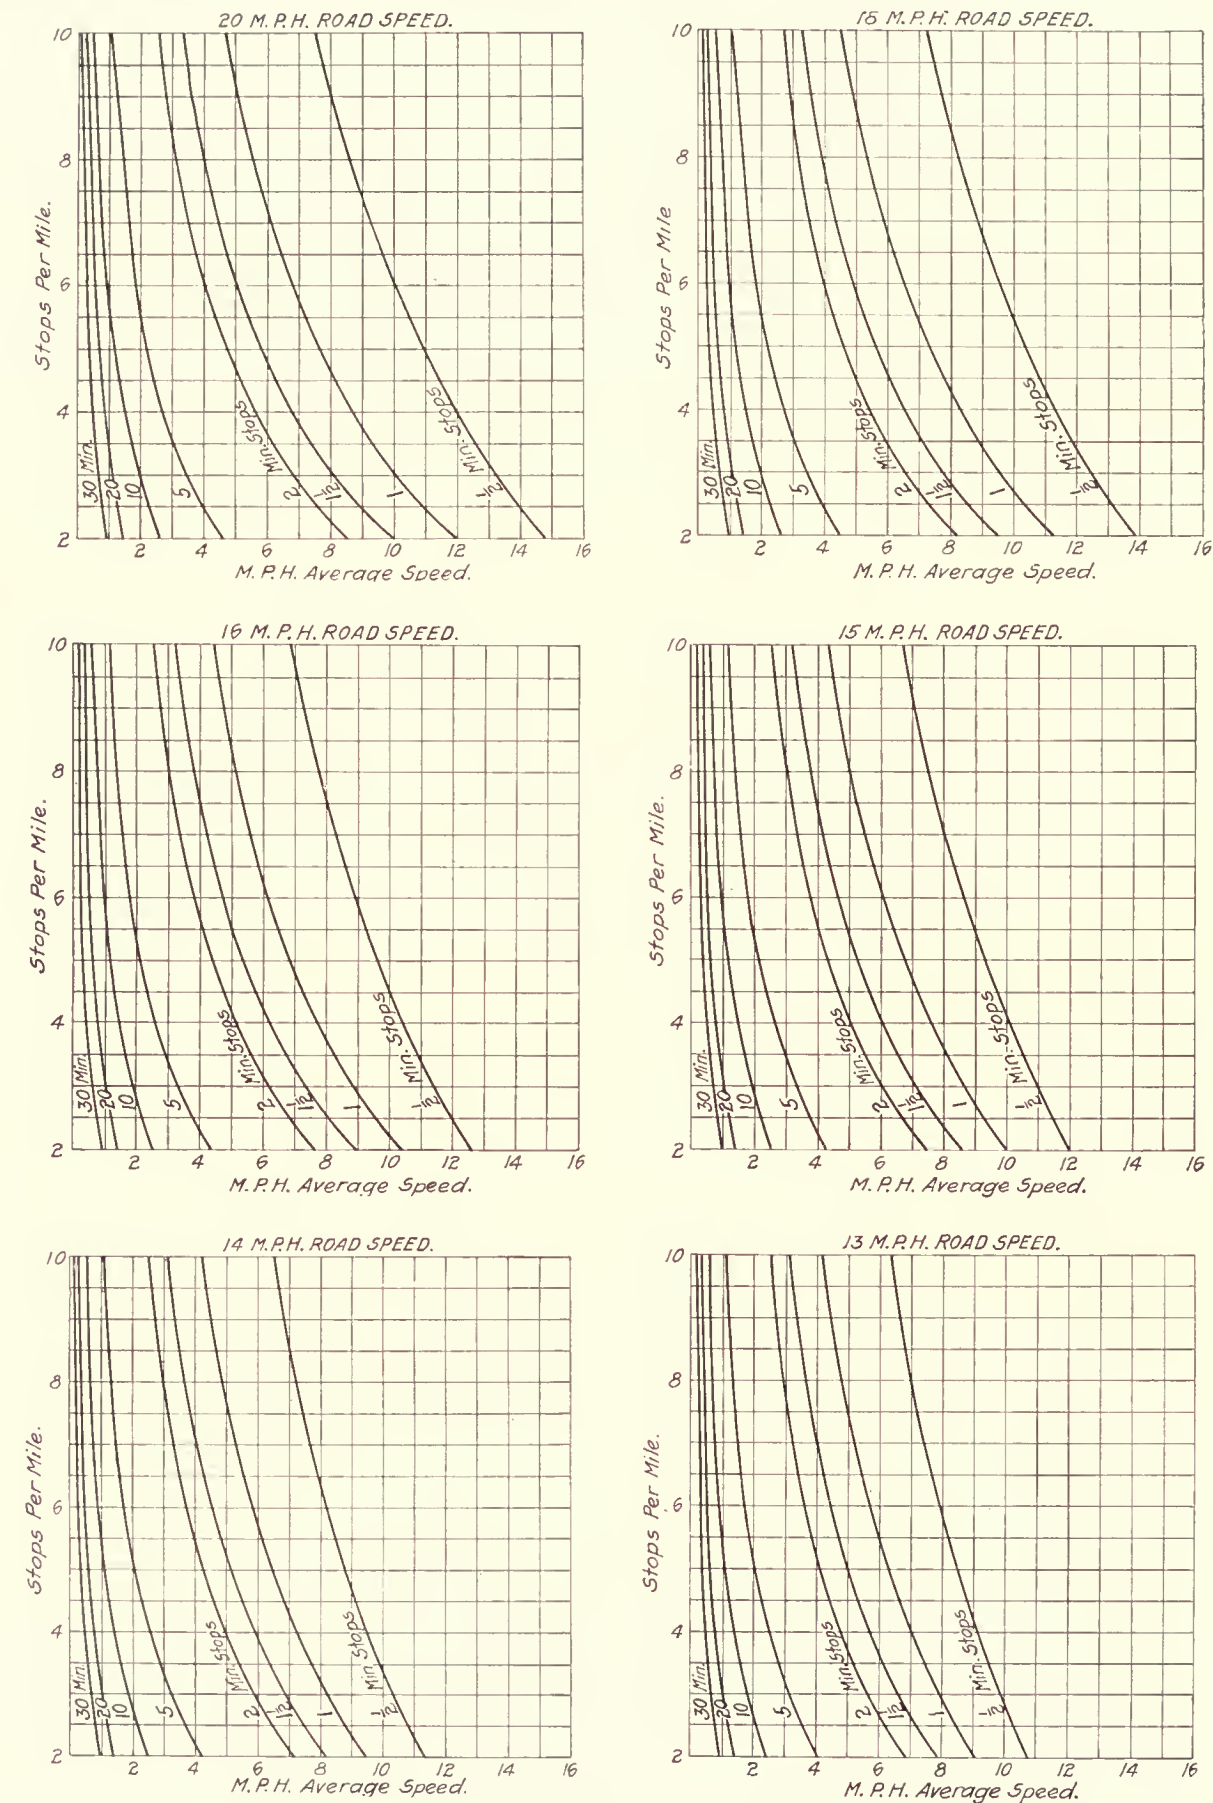 20 M.P.H. ROAD SPEED.
10
8
6
4
2
Stops Per Mile.
30 Min.
20
10
5
2 Min. Stops
1½
1
½ Min. Stops
2 4 6 8 10 12 14 16
M.P.H. Average Speed.
18 M.P.H. ROAD SPEED.
10
8
6
4
2
Stops Per Mile
30 Min.
20
10
5
2 Min. Stops
1½
1
½ Min. Stops
2 4 6 8 10 12 14 16
M.P.H. Average Speed.
16 M.P.H. ROAD SPEED.
10
8
6
4
2
Stops Per Mile.
30 Min.
20
10
5
2 Min. Stops
1½
1
½ Min. Stops
2 4 6 8 10 12 14 16
M.P.H. Average Speed.
15 M.P.H. ROAD SPEED.
10
8
6
4
2
Stops Per Mile.
30 Min.
20
10
5
2 Min. Stops
1½
1
½ Min. Stops
2 4 6 8 10 12 14 16
M.P.H. Average Speed.
14 M.P.H. ROAD SPEED.
10
8
6
4
2
Stops Per Mile.
30 Min.
20
10
5
2 Min. Stops
1½
1
½ Min. Stops
2 4 6 8 10 12 14 16
M.P.H. Average Speed.
13 M.P.H. ROAD SPEED.
10
8
6
4
2
Stops Per Mile.
30 Min.
20
10
5
2 Min. Stops
1½
1
½ Min. Stops
2 4 6 8 10 12 14 16
M.P.H. Average Speed.